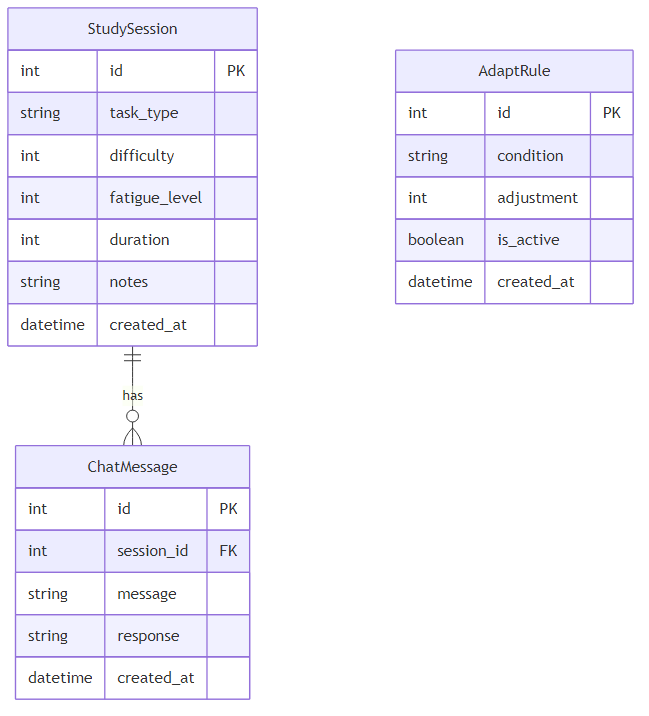 StudySession
int id PK
string task_type
int difficulty
int fatigue_level
int duration
string notes
datetime created_at
AdaptRule
int id PK
string condition
int adjustment
boolean is_active
datetime created_at
has
ChatMessage
int id PK
int session_id FK
string message
string response
datetime created_at